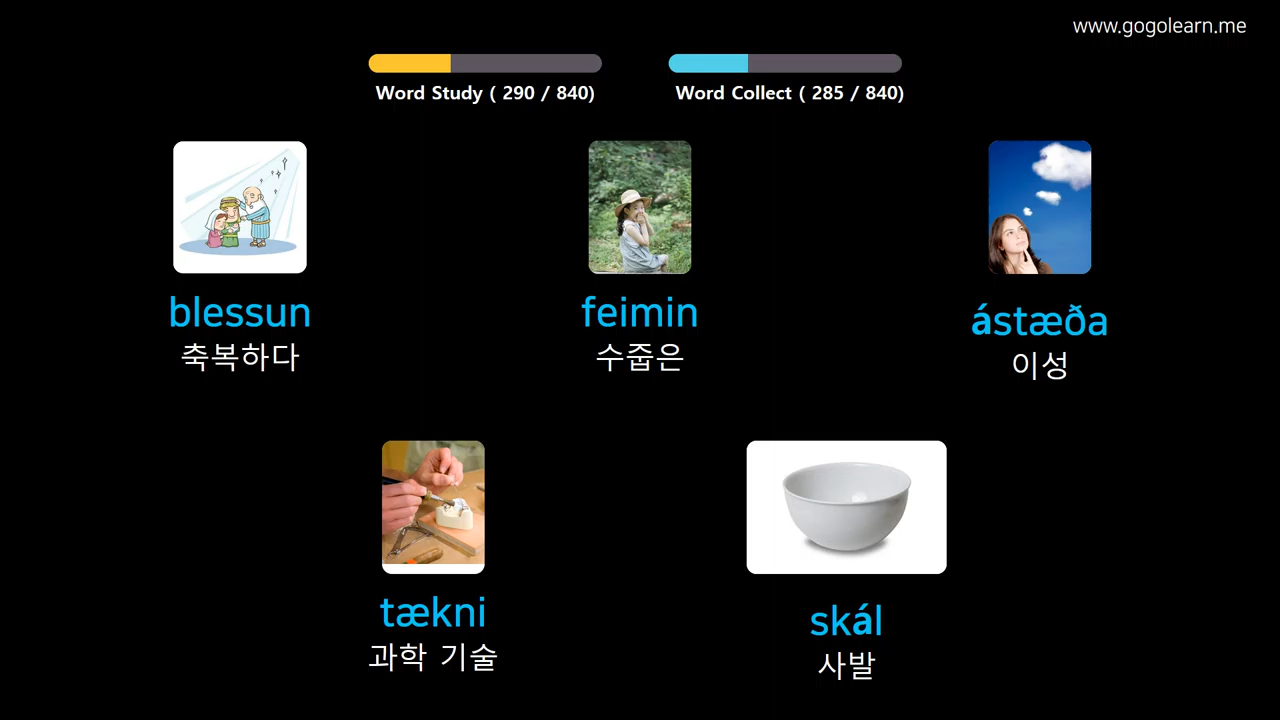 www.gogolearn.me
Word Study ( 290 / 840)
Word Collect ( 285 / 840)
blessun
축복하다
feimin
수줍은
ástæða
이성
tækni
과학 기술
skál
사발